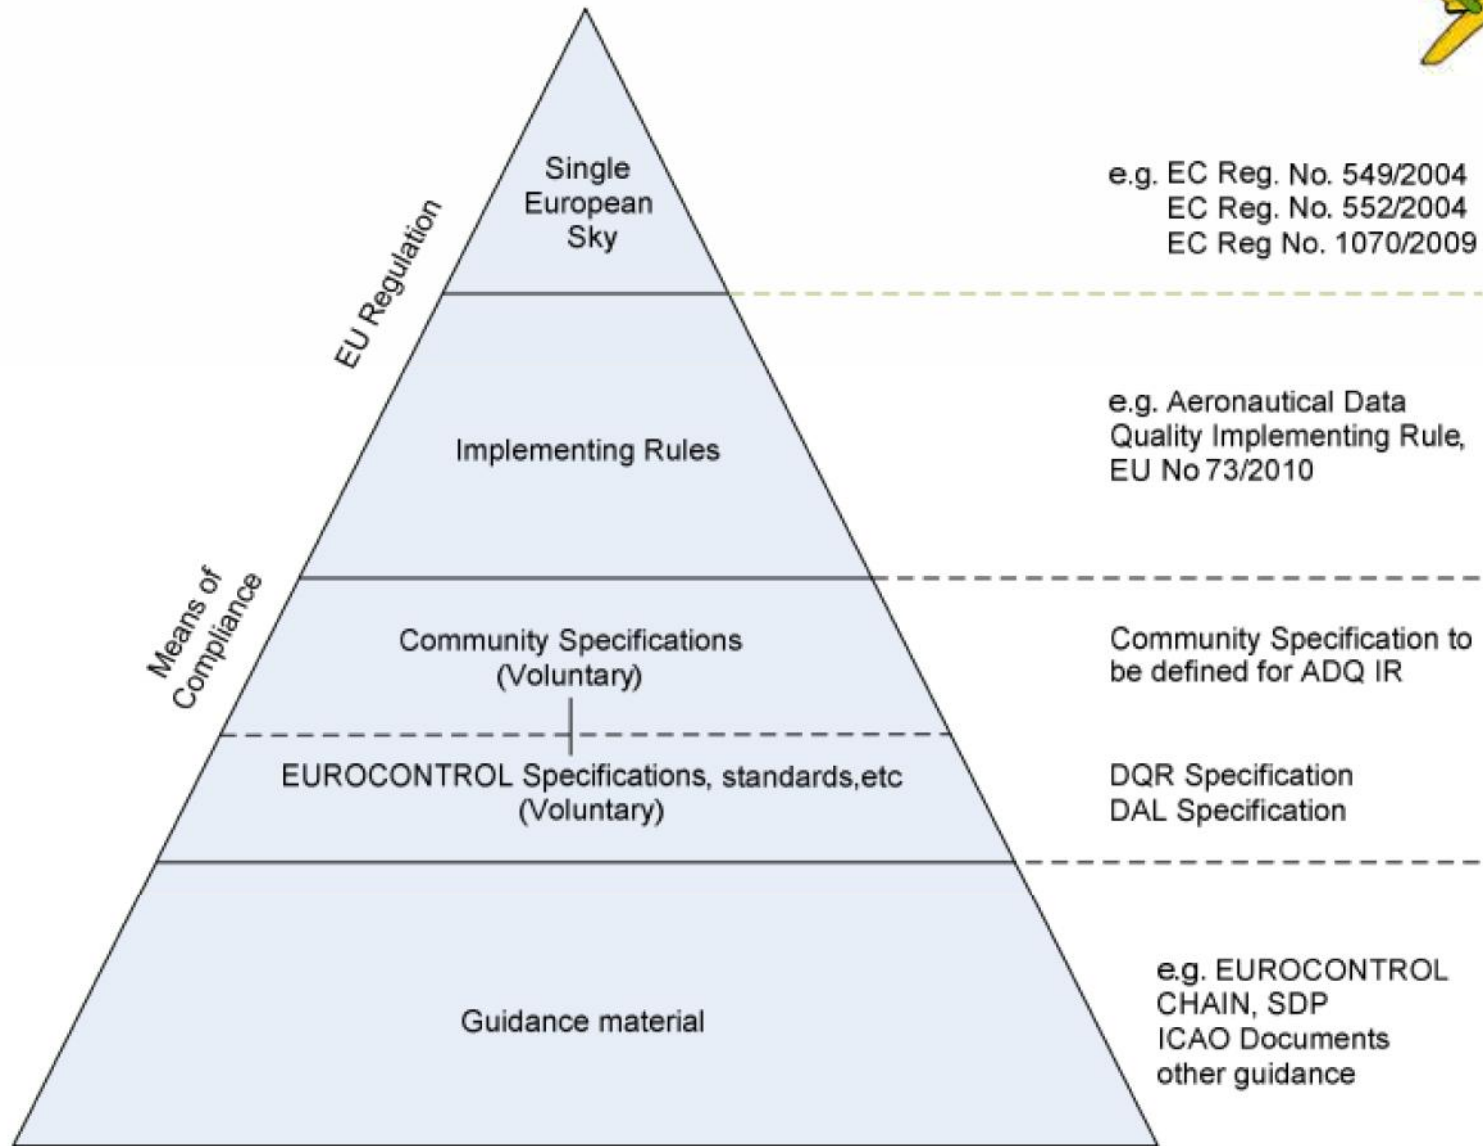 Single
European
Sky
e.g. EC Reg. No. 549/2004
EC Reg. No. 552/2004
EC Reg No. 1070/2009
EU Regulation
Implementing Rules
e.g. Aeronautical Data
Quality Implementing Rule,
EU No 73/2010
Means of
Compliance
Community Specifications
(Voluntary)
Community Specification to
be defined for ADQ IR
EUROCONTROL Specifications, standards,etc
(Voluntary)
DQR Specification
DAL Specification
Guidance material
e.g. EUROCONTROL
CHAIN, SDP
ICAO Documents
other guidance